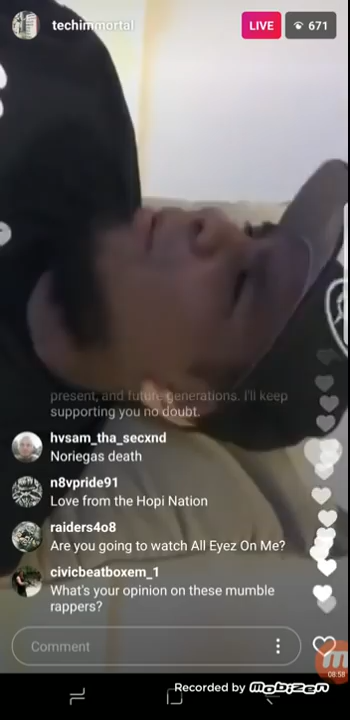 techimmortal
LIVE
671
present, and future generations. I'll keep
supporting you no doubt.
hvsam_tha_secxnd
Noriegas death
n8vpride91
Love from the Hopi Nation
raiders4o8
Are you going to watch All Eyez On Me?
civicbeatboxem_1
What's your opinion on these mumble
rappers?
Comment
08:58
Recorded by Mobizen